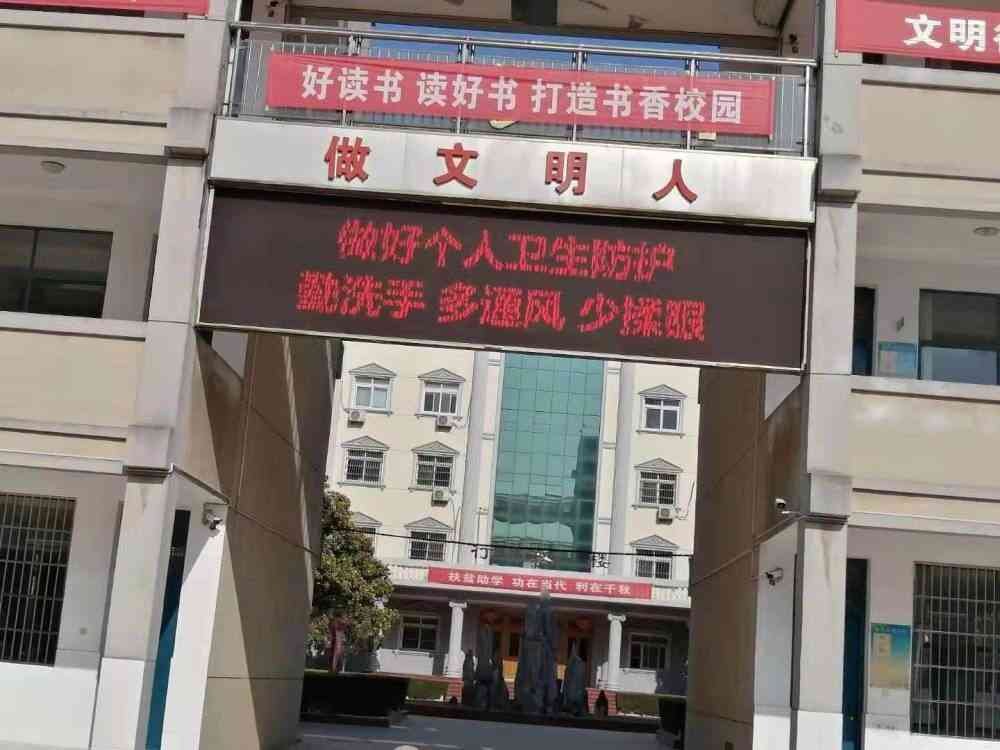 文明
好读书 读好书 打造书香校园
做文明人
做好个人卫生防护
勤洗手 多通风 少揉眼
楼
扶贫助学 功在当代 利在千秋